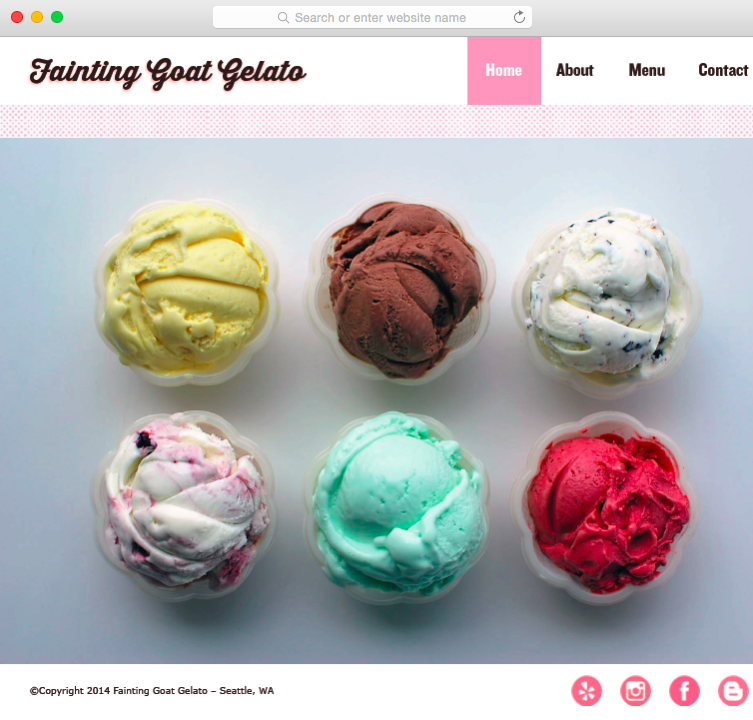 Search or enter website name
Fainting Goat Gelato
Home
About
Menu
Contact
©Copyright 2014 Fainting Goat Gelato – Seattle, WA